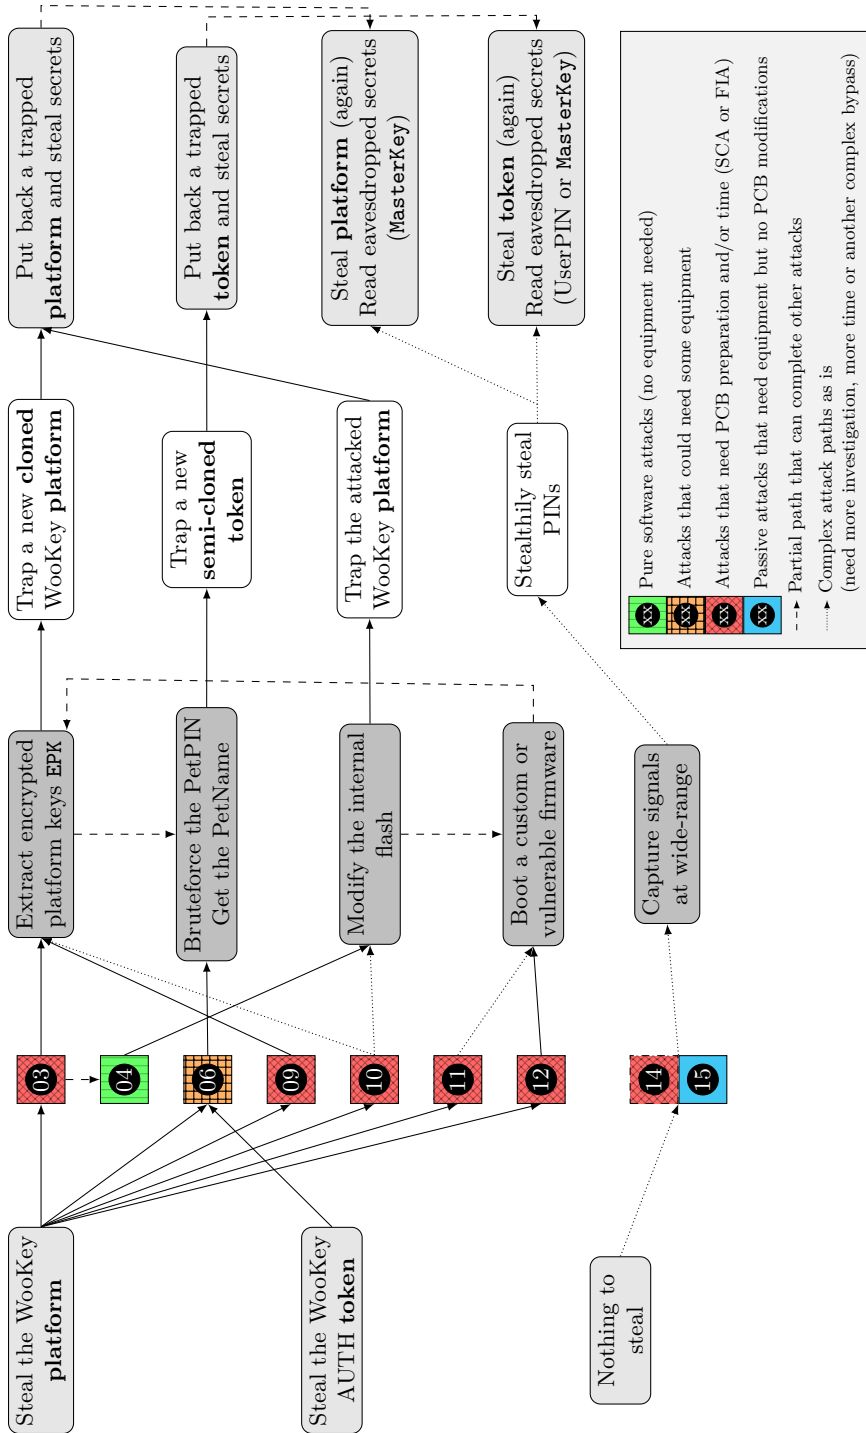 Steal the WooKey
platform
Steal the WooKey
AUTH token
Nothing to
steal
03
04
06
09
10
11
12
14
15
Extract encrypted
platform keys EPK
Bruteforce the PetPIN
Get the PetName
Modify the internal
flash
Boot a custom or
vulnerable firmware
Capture signals
at wide-range
Trap a new cloned
WooKey platform
Trap a new
semi-cloned
token
Trap the attacked
WooKey platform
Stealthily steal
PINs
Put back a trapped
platform and steal secrets
Put back a trapped
token and steal secrets
Steal platform (again)
Read eavesdropped secrets
(MasterKey)
Steal token (again)
Read eavesdropped secrets
(UserPIN or MasterKey)
xx Pure software attacks (no equipment needed)
xx Attacks that could need some equipment
xx Attacks that need PCB preparation and/or time (SCA or FIA)
xx Passive attacks that need equipment but no PCB modifications
Partial path that can complete other attacks
Complex attack paths as is
(need more investigation, more time or another complex bypass)